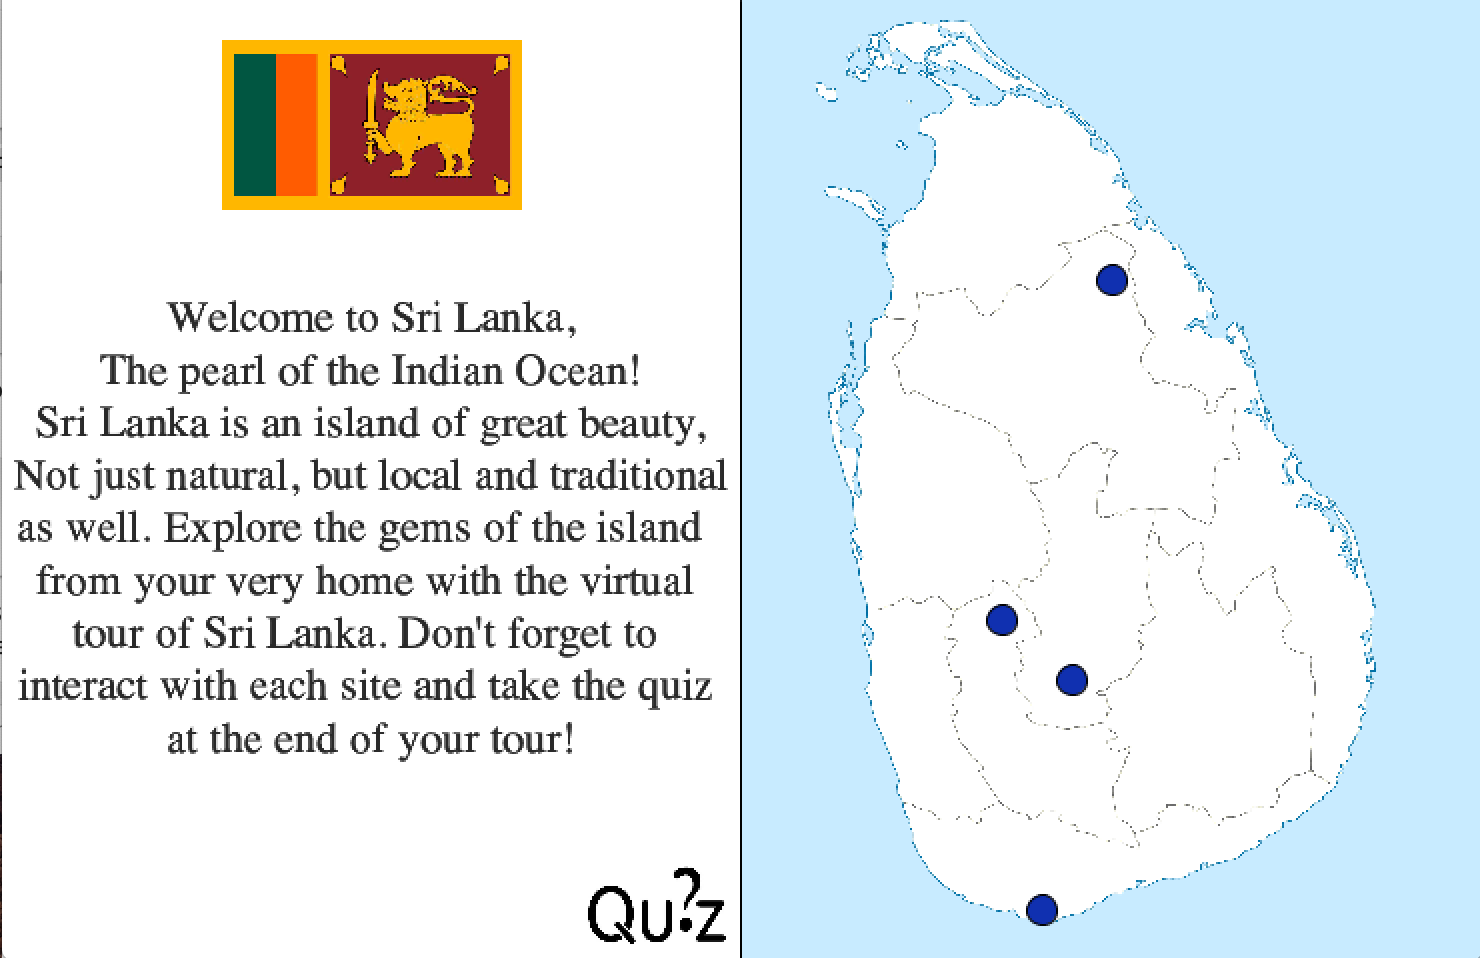 Welcome to Sri Lanka,
The pearl of the Indian Ocean!
Sri Lanka is an island of great beauty,
Not just natural, but local and traditional
as well. Explore the gems of the island
from your very home with the virtual
tour of Sri Lanka. Don't forget to
interact with each site and take the quiz
at the end of your tour!
Qu?z